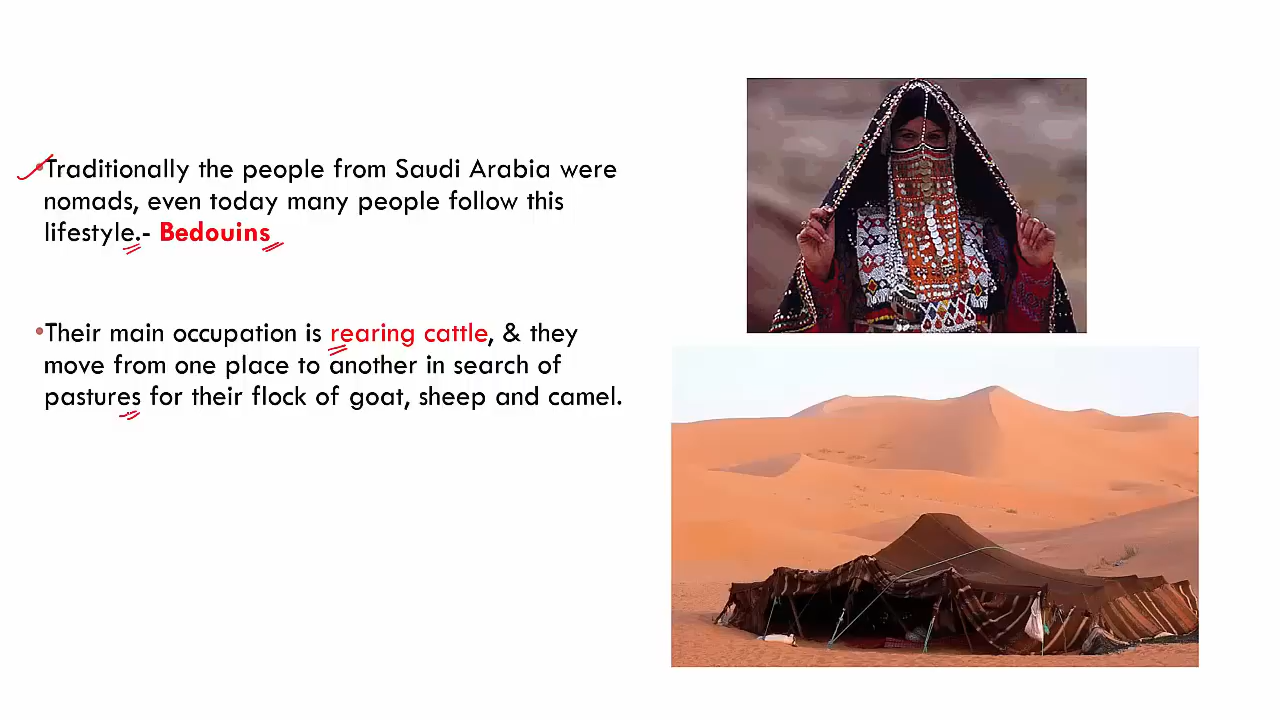 •Traditionally the people from Saudi Arabia were
nomads, even today many people follow this
lifestyle.- Bedouins
•Their main occupation is rearing cattle, & they
move from one place to another in search of
pastures for their flock of goat, sheep and camel.